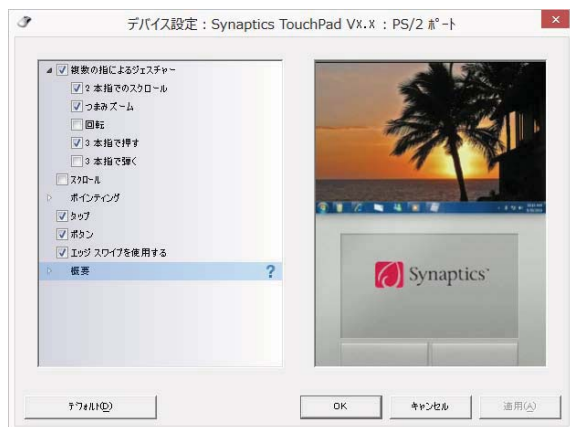 デバイス設定 : Synaptics TouchPad Vx.x : PS/2 ﾎﾟｰﾄ
複数の指によるジェスチャー
2 本指でのスクロール
つまみズーム
回転
3 本指で押す
3 本指で弾く
スクロール
ポインティング
タップ
ボタン
エッジ スワイプを使用する
概要 ?
Synaptics
ﾃﾞﾌｫﾙﾄ(D)
OK
キャンセル
適用(A)